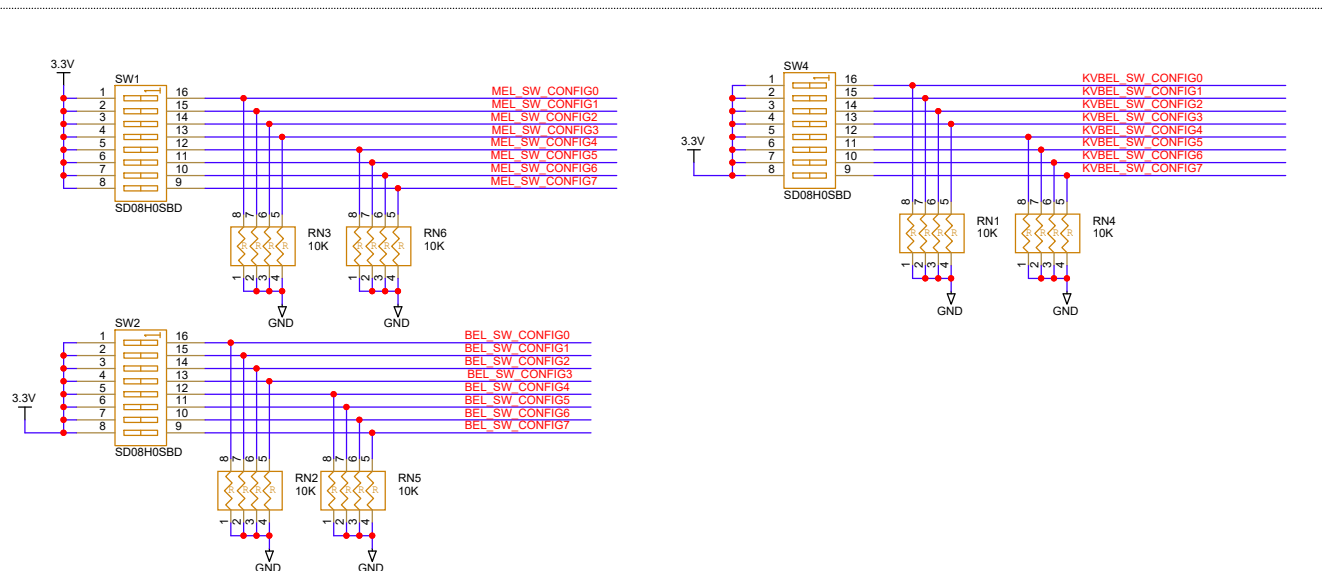 3.3V
SW1
1 16 MEL_SW_CONFIG0
2 15 MEL_SW_CONFIG1
3 14 MEL_SW_CONFIG2
4 13 MEL_SW_CONFIG3
5 12 MEL_SW_CONFIG4
6 11 MEL_SW_CONFIG5
7 10 MEL_SW_CONFIG6
8 9 MEL_SW_CONFIG7
SD08H0SBD
8 7 6 5 8 7 6 5
R R R R RN3 R R R R RN6
10K 10K
1 2 3 4 1 2 3 4
GND GND
SW4
1 16 KVBEL_SW_CONFIG0
2 15 KVBEL_SW_CONFIG1
3 14 KVBEL_SW_CONFIG2
4 13 KVBEL_SW_CONFIG3
5 12 KVBEL_SW_CONFIG4
3.3V
6 11 KVBEL_SW_CONFIG5
7 10 KVBEL_SW_CONFIG6
8 9 KVBEL_SW_CONFIG7
SD08H0SBD
8 7 6 5 8 7 6 5
R R R R RN1 R R R R RN4
10K 10K
1 2 3 4 1 2 3 4
GND GND
SW2
1 16 BEL_SW_CONFIG0
2 15 BEL_SW_CONFIG1
3 14 BEL_SW_CONFIG2
4 13 BEL_SW_CONFIG3
5 12 BEL_SW_CONFIG4
3.3V
6 11 BEL_SW_CONFIG5
7 10 BEL_SW_CONFIG6
8 9 BEL_SW_CONFIG7
SD08H0SBD
8 7 6 5 8 7 6 5
R R R R RN2 R R R R RN5
10K 10K
1 2 3 4 1 2 3 4
GND GND